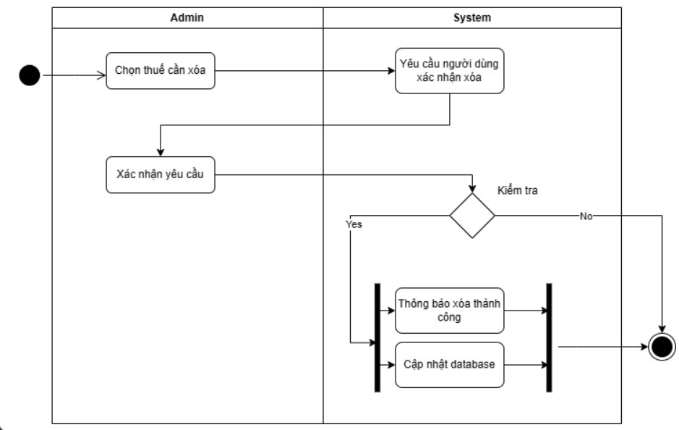 Admin
System
Chọn thuế cần xóa
Yêu cầu người dùng
xác nhận xóa
Xác nhận yêu cầu
Kiểm tra
Yes
No
Thông báo xóa thành
công
Cập nhật database